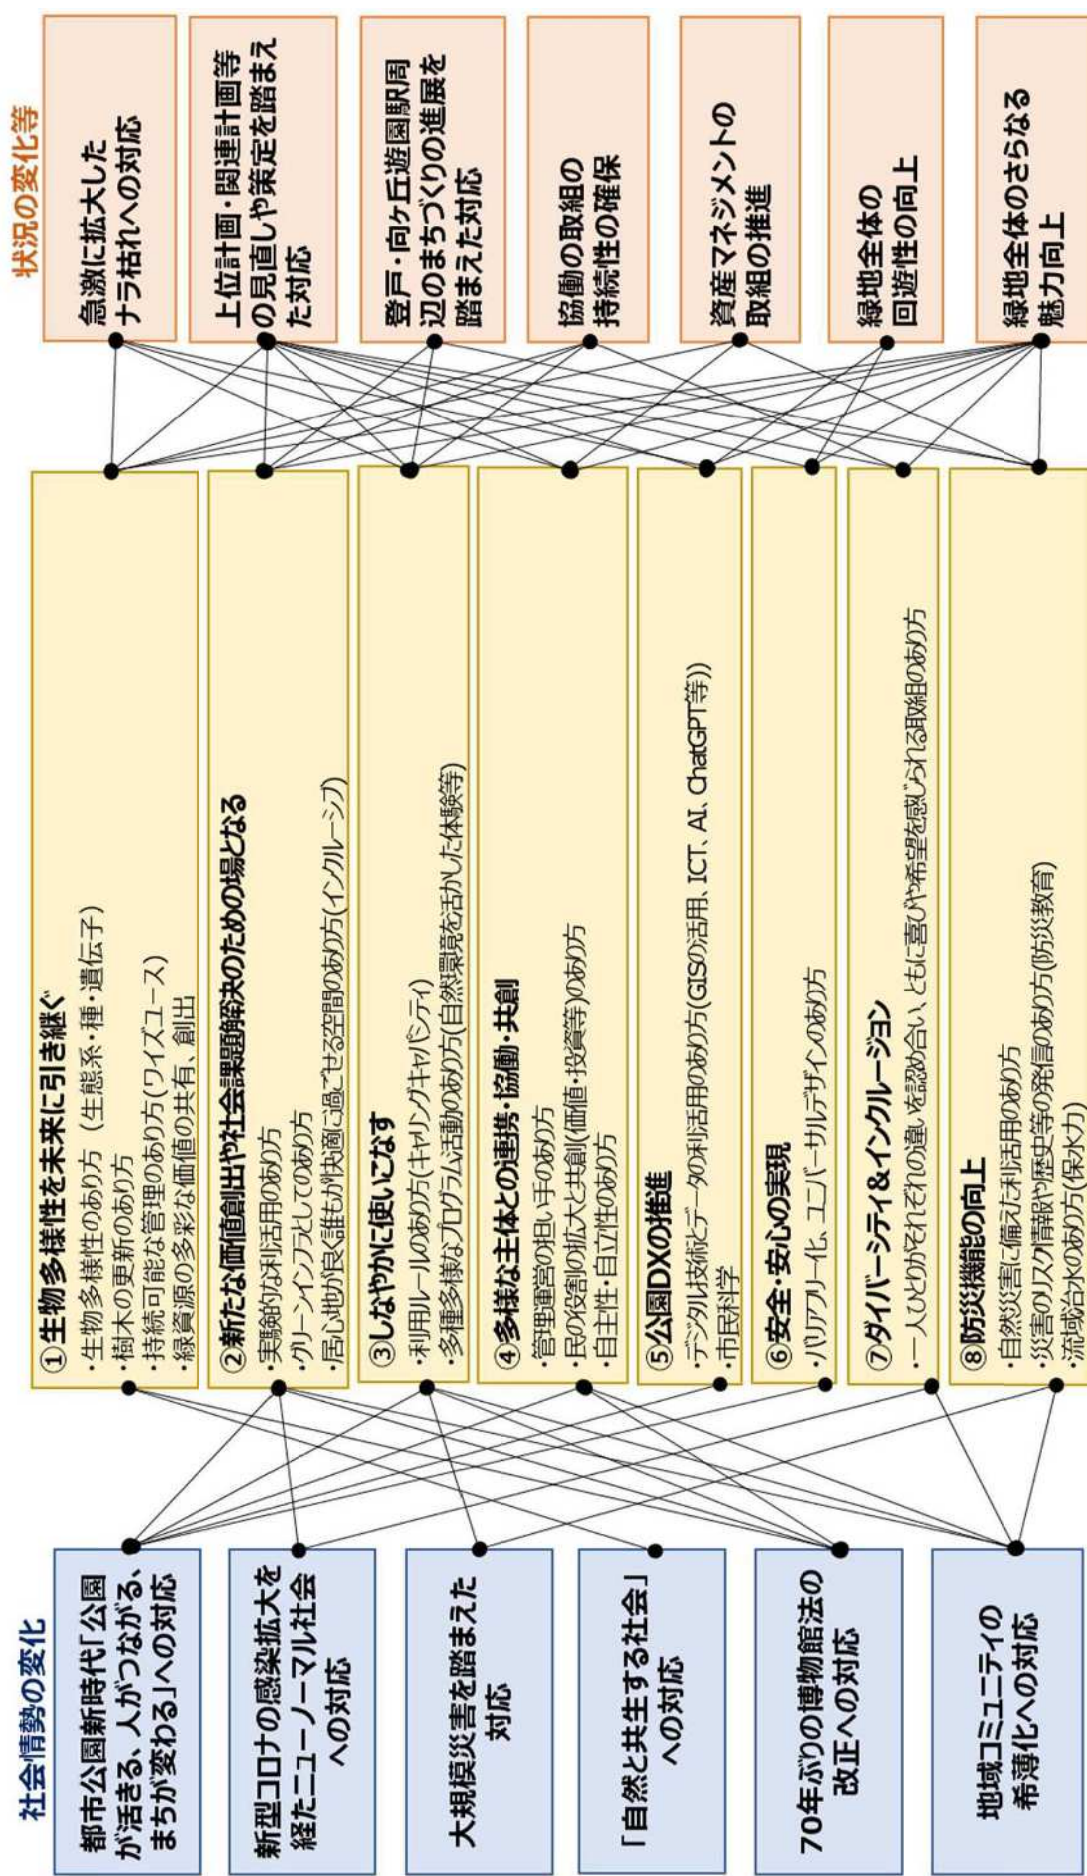 社会情勢の変化
都市公園新時代「公園
が活きる、人がつながる、
まちが変わる」への対応
新型コロナの感染拡大を
経たニューノーマル社会
への対応
大規模災害を踏まえた
対応
「自然と共生する社会」
への対応
70年ぶりの博物館法の
改正への対応
地域コミュニティの
希薄化への対応
①生物多様性を未来に引き継ぐ
・生物多様性のあり方 (生態系・種・遺伝子)
・樹木の更新のあり方
・持続可能な管理のあり方(ワイズユース)
・緑資源の多彩な価値の共有、創出
②新たな価値創出や社会課題解決のための場となる
・実験的な利活用のあり方
・グリーンインフラとしてのあり方
・居心地が良く誰もが快適に過ごせる空間のあり方(インクルーシブ)
③しなやかに使いこなす
・利用ルールのあり方(キャリングキャパシティ)
・多種多様なプログラム活動のあり方(自然環境を活かした体験等)
④多様な主体との連携・協働・共創
・管理運営の担い手のあり方
・民の役割の拡大と共創(価値・投資等)のあり方
・自主性・自立性のあり方
⑤公園DXの推進
・デジタル技術とデータの利活用のあり方(GISの活用、ICT、AI、ChatGPT等))
・市民科学
⑥安全・安心の実現
・バリアフリー化、ユニバーサルデザインのあり方
⑦ダイバーシティ&インクルージョン
・一人ひとりがそれぞれの違いを認め合い、ともに喜びや希望を感じられる取組のあり方
⑧防災機能の向上
・自然災害に備えた利活用のあり方
・災害のリスク情報や歴史等の発信のあり方(防災教育)
・流域治水のあり方(保水力)
状況の変化等
急激に拡大した
ナラ枯れへの対応
上位計画・関連計画等
の見直しや策定を踏まえ
た対応
登戸・向ケ丘遊園駅周
辺のまちづくりの進展を
踏まえた対応
協働の取組の
持続性の確保
資産マネジメントの
取組の推進
緑地全体の
回遊性の向上
緑地全体のさらなる
魅力向上